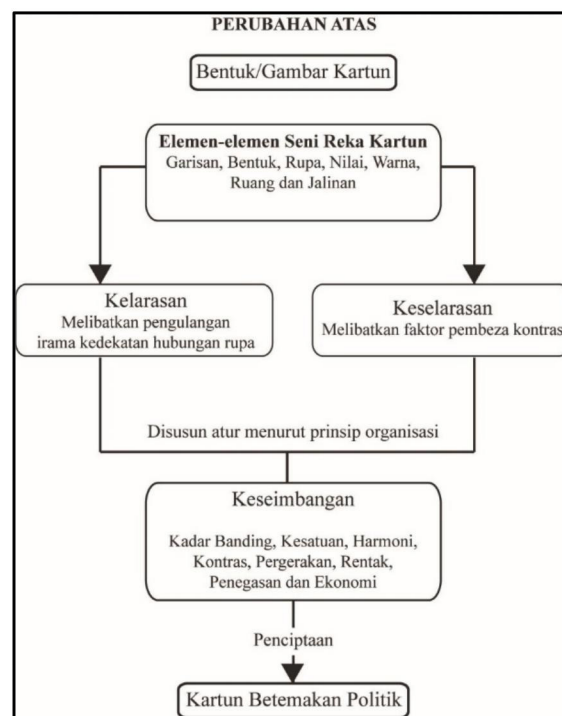 PERUBAHAN ATAS
Bentuk/Gambar Kartun
Elemen-elemen Seni Reka Kartun
Garisan, Bentuk, Rupa, Nilai, Warna,
Ruang dan Jalinan
Kelarasan
Melibatkan pengulangan
irama kedekatan hubungan rupa
Keselarasan
Melibatkan faktor pembeza kontras
Disusun atur menurut prinsip organisasi
Keseimbangan
Kadar Banding, Kesatuan, Harmoni,
Kontras, Pergerakan, Rentak,
Penegasan dan Ekonomi
Penciptaan
Kartun Betemakan Politik